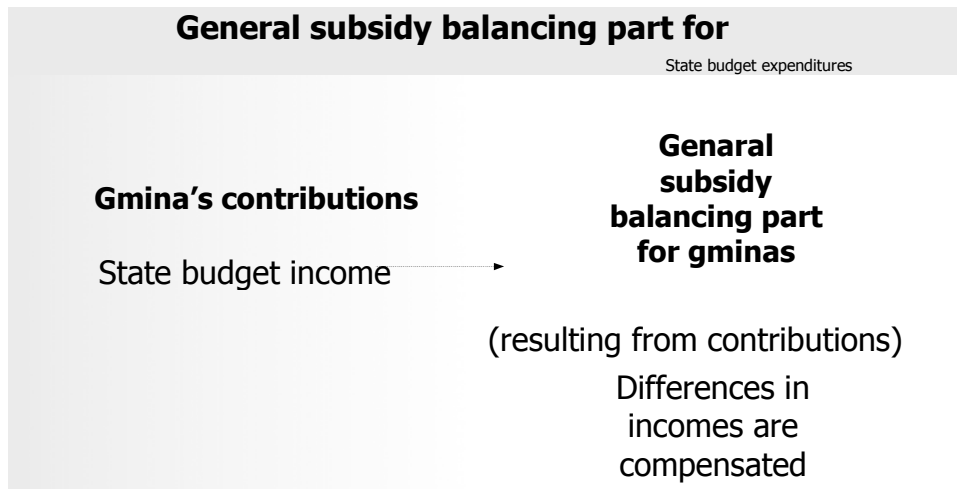 General subsidy balancing part for
State budget expenditures
Gmina’s contributions
State budget income
Genaral
subsidy
balancing part
for gminas
(resulting from contributions)
Differences in
incomes are
compensated